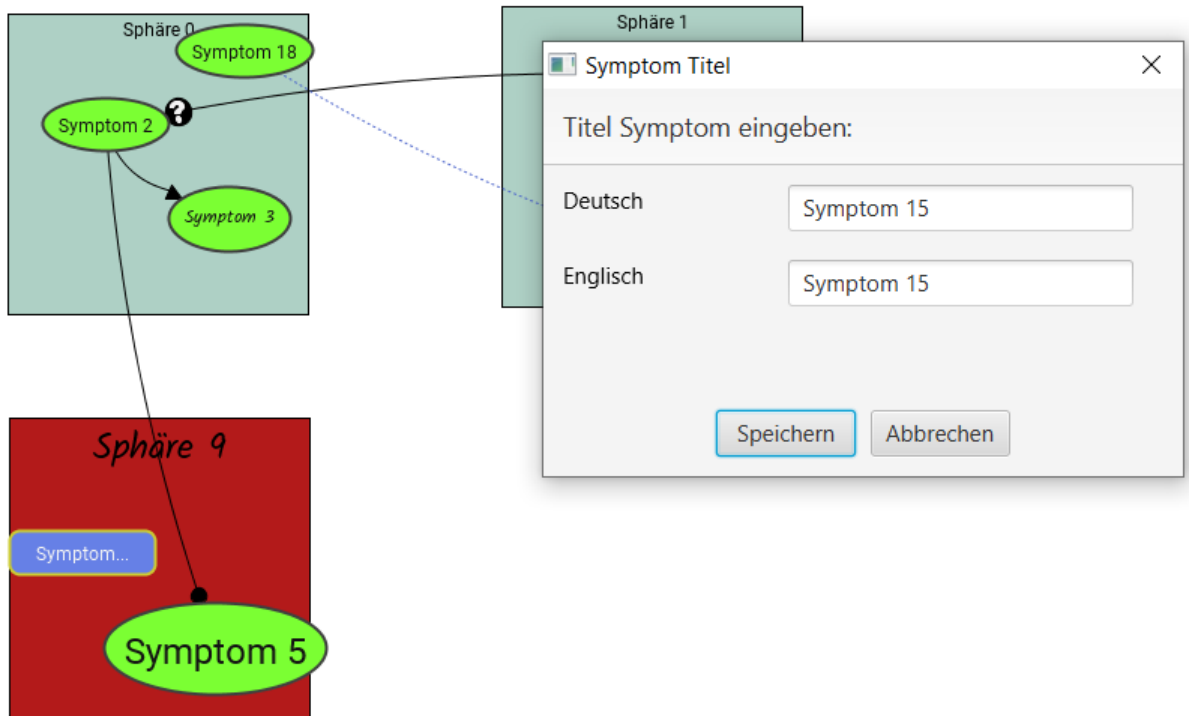 Sphäre 0
Symptom 18
Symptom 2
?
Symptom 3
Sphäre 1
Symptom Titel
Titel Symptom eingeben:
Deutsch
Symptom 15
Englisch
Symptom 15
Speichern
Abbrechen
Sphäre 9
Symptom...
Symptom 5